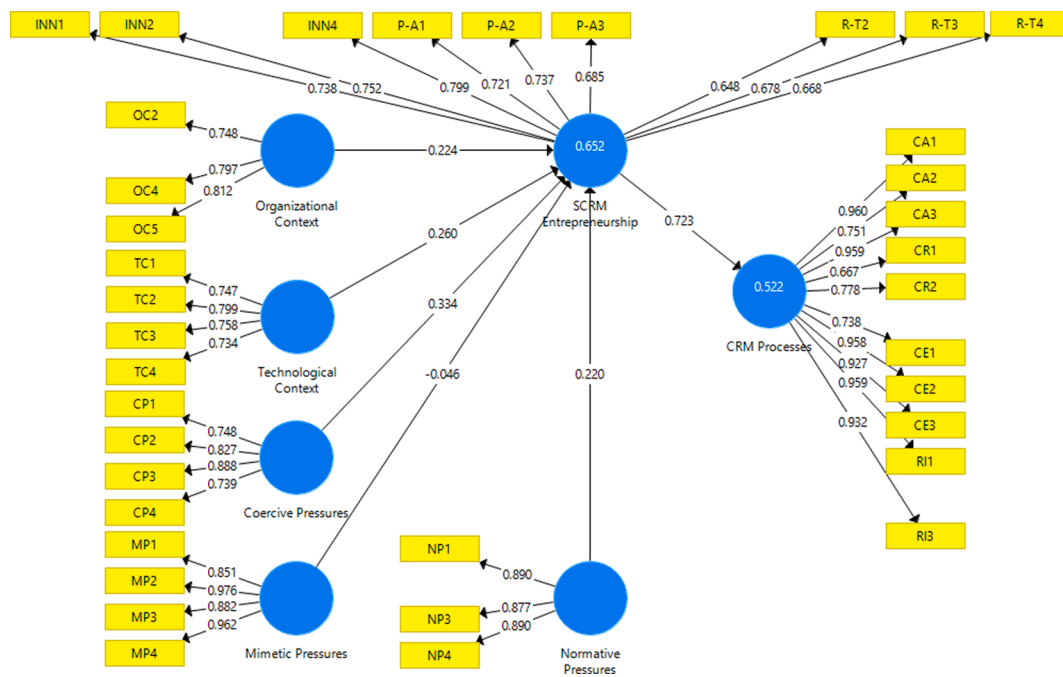 INN1 INN2 INN4 P-A1 P-A2 P-A3 R-T2 R-T3 R-T4
0.738 0.752 0.799 0.721 0.737 0.685 0.648 0.678 0.668
OC2
OC4
OC5
0.748
0.797
0.812
Organizational
Context
0.224
0.652
SCRM
Entrepreneurship
TC1
TC2
TC3
TC4
0.747
0.799
0.758
0.734
Technological
Context
0.260
CP1
CP2
CP3
CP4
0.748
0.827
0.888
0.739
Coercive Pressures
0.334
MP1
MP2
MP3
MP4
0.851
0.976
0.882
0.962
Mimetic Pressures
-0.046
NP1
NP3
NP4
0.890
0.877
0.890
Normative
Pressures
0.220
0.723
0.522
CRM Processes
0.960
0.751
0.959
0.667
0.778
0.738
0.958
0.927
0.959
0.932
CA1
CA2
CA3
CR1
CR2
CE1
CE2
CE3
RI1
RI3